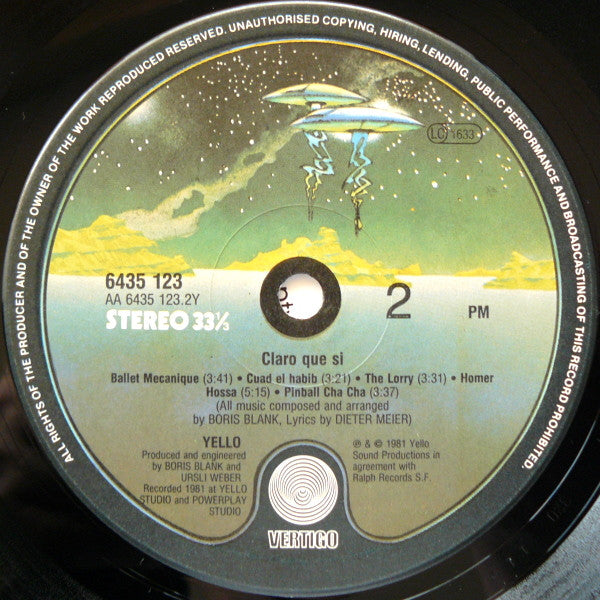 ALL RIGHTS OF THE PRODUCER AND OF THE OWNER OF THE WORK REPRODUCED RESERVED. UNAUTHORISED COPYING, HIRING, LENDING, PUBLIC PERFORMANCE AND BROADCASTING OF THIS RECORD PROHIBITED.
LC 1633
6435 123
AA 6435 123.2Y
STEREO 33⅓
2
PM
Claro que si
Ballet Mecanique (3:41) • Cuad el habib (3:21) • The Lorry (3:31) • Homer
Hossa (5:15) • Pinball Cha Cha (3:37)
(All music composed and arranged
by BORIS BLANK, Lyrics by DIETER MEIER)
YELLO
Produced and engineered
by BORIS BLANK and
URSLI WEBER
Recorded 1981 at YELLO
STUDIO and POWERPLAY
STUDIO
℗ & © 1981 Yello
Sound Productions in
agreement with
Ralph Records S.F.
VERTIGO